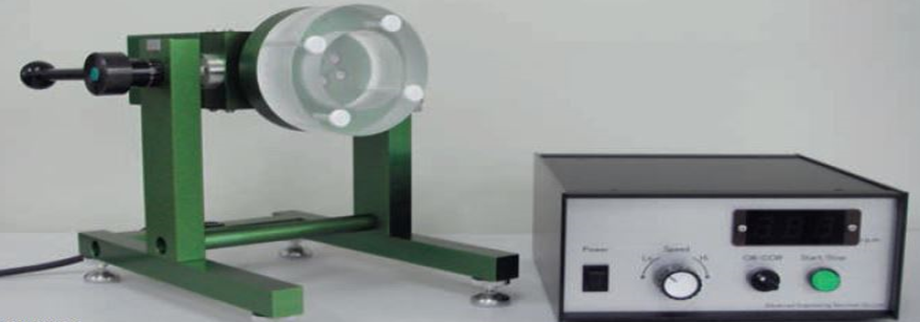 Power
Speed
Lo Hi
CW/CCW
Start/Stop
r.p.m.